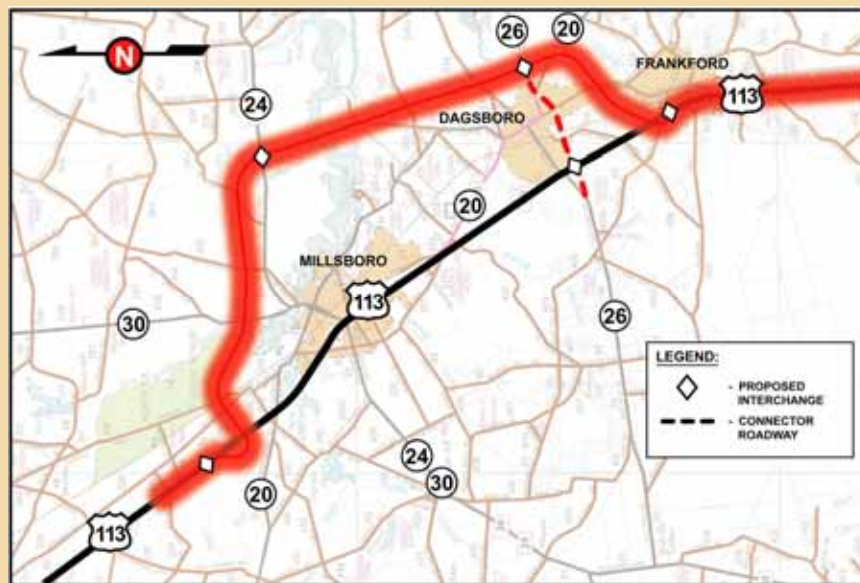 26
20
N
FRANKFORD
113
24
DAGSBORO
20
MILLSBORO
113
30
26
LEGEND:
- PROPOSED
INTERCHANGE
- CONNECTOR
ROADWAY
24
30
20
113